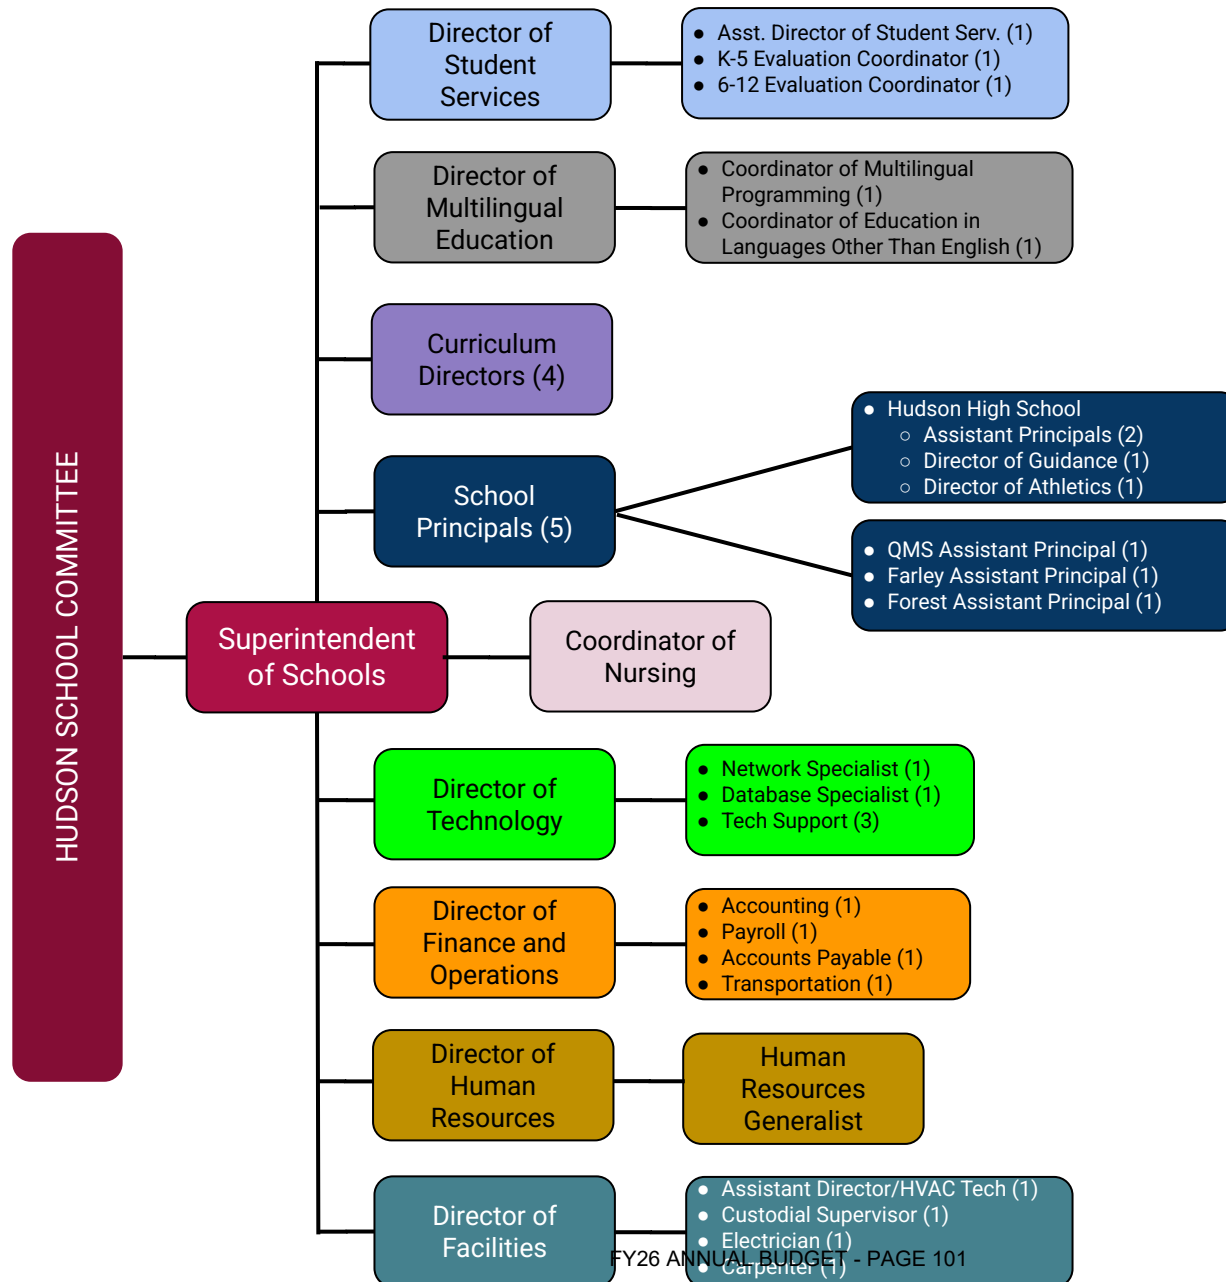 HUDSON SCHOOL COMMITTEE
Superintendent
of Schools
Director of
Student
Services
● Asst. Director of Student Serv. (1)
● K-5 Evaluation Coordinator (1)
● 6-12 Evaluation Coordinator (1)
Director of
Multilingual
Education
● Coordinator of Multilingual
Programming (1)
● Coordinator of Education in
Languages Other Than English (1)
Curriculum
Directors (4)
School
Principals (5)
● Hudson High School
○ Assistant Principals (2)
○ Director of Guidance (1)
○ Director of Athletics (1)
● QMS Assistant Principal (1)
● Farley Assistant Principal (1)
● Forest Assistant Principal (1)
Coordinator of
Nursing
Director of
Technology
● Network Specialist (1)
● Database Specialist (1)
● Tech Support (3)
Director of
Finance and
Operations
● Accounting (1)
● Payroll (1)
● Accounts Payable (1)
● Transportation (1)
Director of
Human
Resources
Human
Resources
Generalist
Director of
Facilities
● Assistant Director/HVAC Tech (1)
● Custodial Supervisor (1)
● Electrician (1)
● Carpenter (1)
FY26 ANNUAL BUDGET - PAGE 101